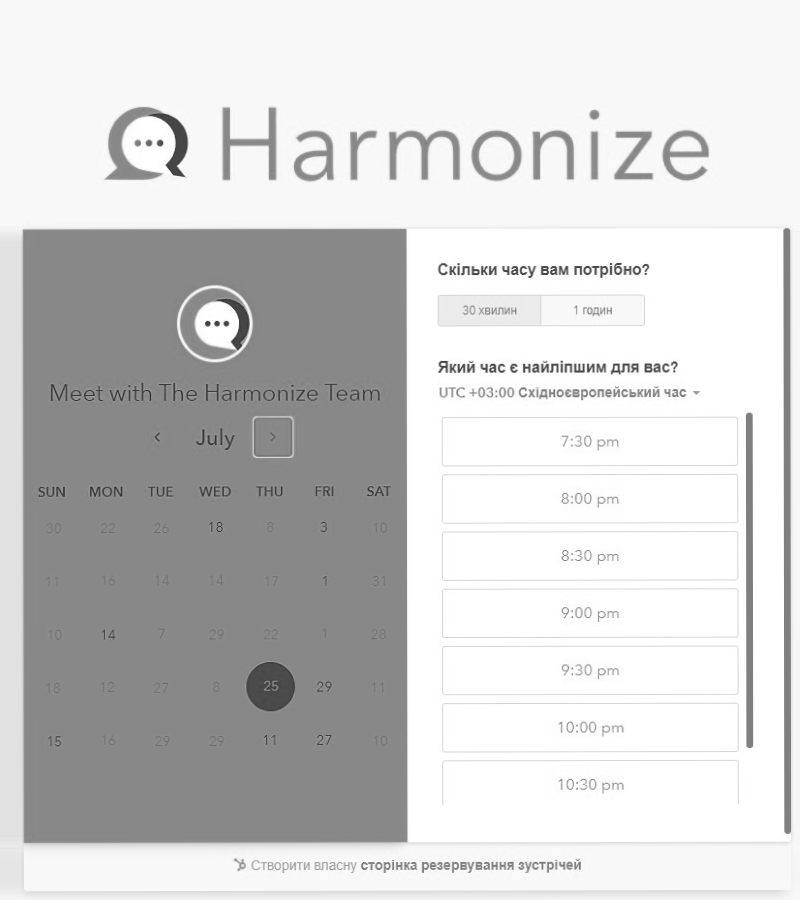 Harmonize
Meet with The Harmonize Team
July
SUN MON TUE WED THU FRI SAT
30 22 26 18 8 3 10
11 16 14 14 17 1 31
10 14 7 29 22 1 28
18 12 27 8 25 29 11
15 16 29 29 11 27 10
Скільки часу вам потрібно?
30 хвилин 1 годин
Який час є найліпшим для вас?
UTC +03:00 Східноєвропейський час
7:30 pm
8:00 pm
8:30 pm
9:00 pm
9:30 pm
10:00 pm
10:30 pm
Створити власну сторінка резервування зустрічей